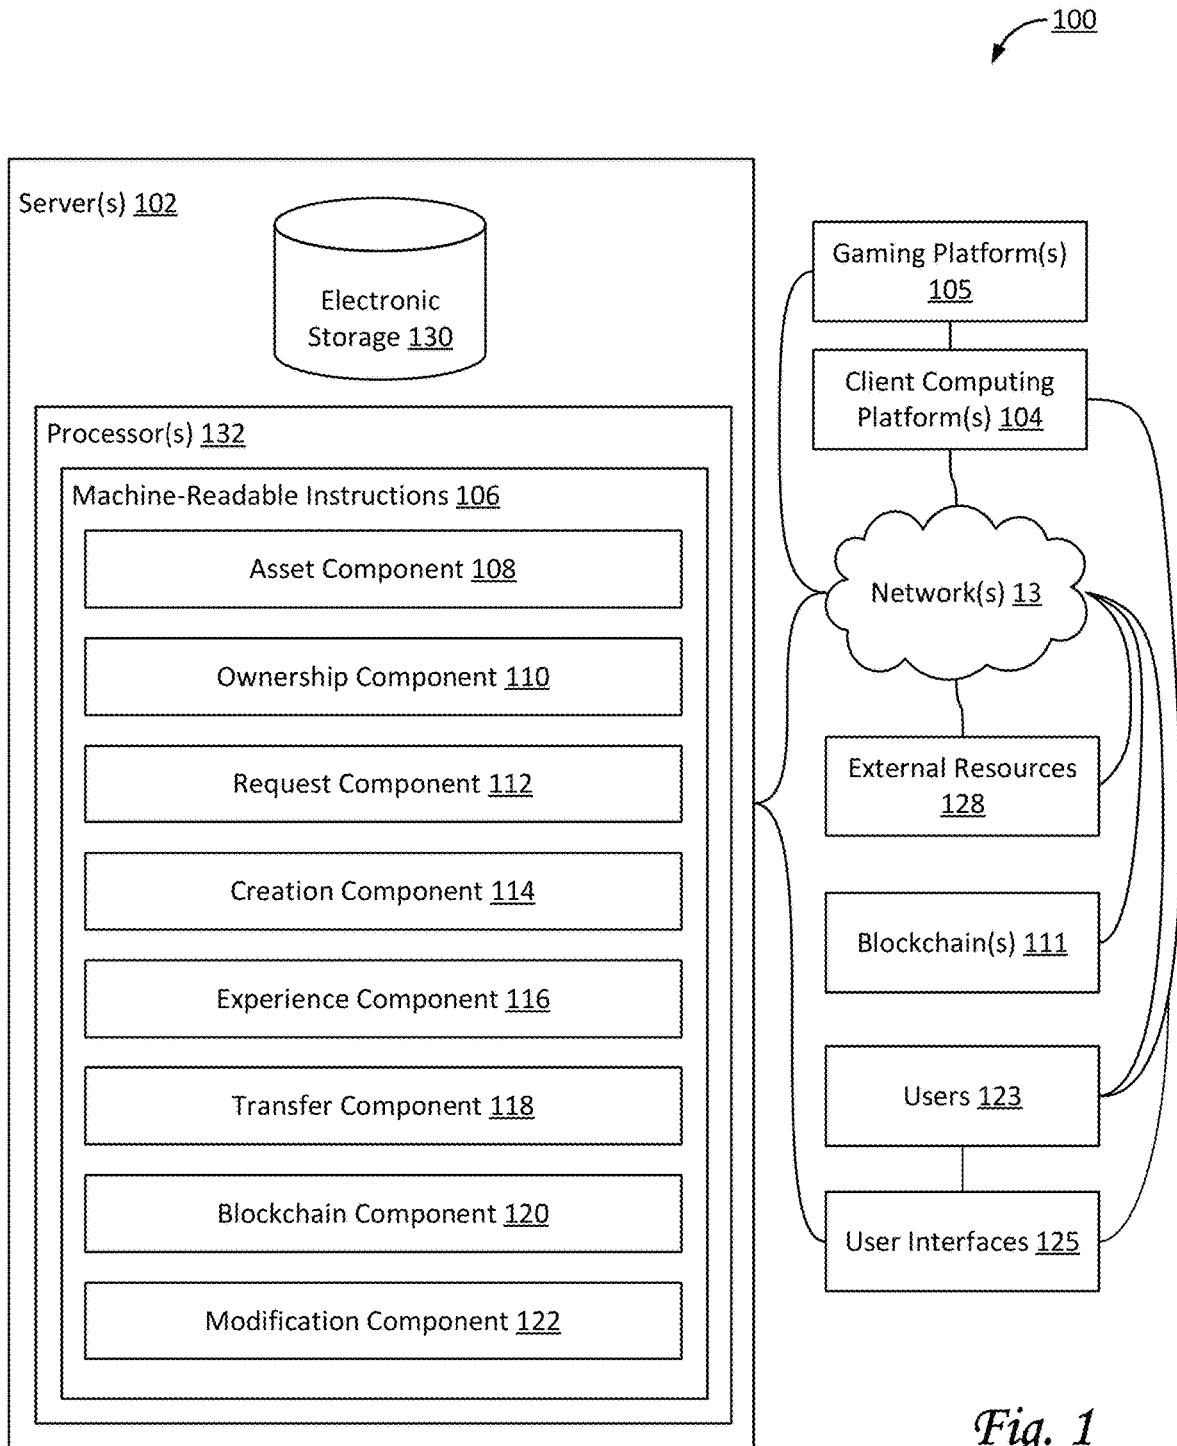 100
Server(s) 102
Electronic
Storage 130
Processor(s) 132
Machine-Readable Instructions 106
Asset Component 108
Ownership Component 110
Request Component 112
Creation Component 114
Experience Component 116
Transfer Component 118
Blockchain Component 120
Modification Component 122
Gaming Platform(s)
105
Client Computing
Platform(s) 104
Network(s) 13
External Resources
128
Blockchain(s) 111
Users 123
User Interfaces 125
Fig. 1